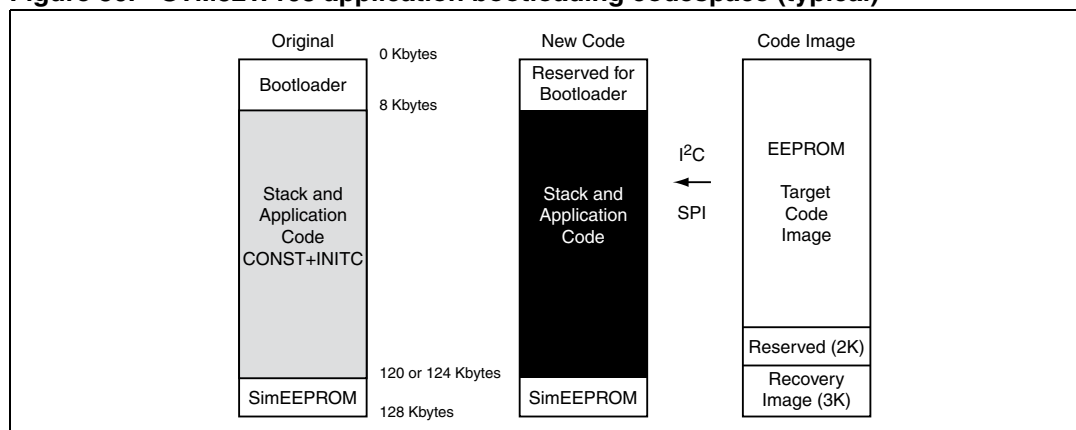 Original
0 Kbytes
Bootloader
8 Kbytes
Stack and
Application
Code
CONST+INITC
120 or 124 Kbytes
SimEEPROM
128 Kbytes
New Code
Reserved for
Bootloader
Stack and
Application
Code
SimEEPROM
I2C
SPI
Code Image
EEPROM
Target
Code
Image
Reserved (2K)
Recovery
Image (3K)